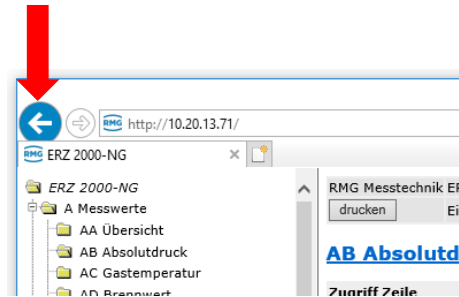 RMG http://10.20.13.71/
RMG ERZ 2000-NG
ERZ 2000-NG
A Messwerte
AA Übersicht
AB Absolutdruck
AC Gastemperatur
AD Brennwert
RMG Messtechnik
drucken
AB Absolutd
Zugriff Zeile